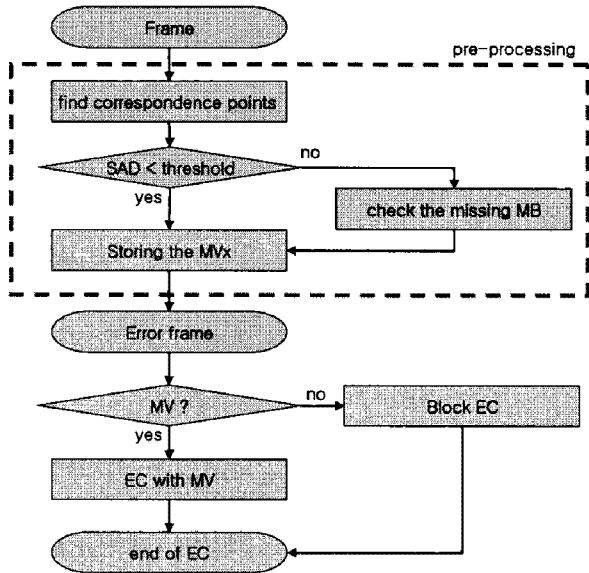 Frame
pre-processing
find correspondence points
SAD < threshold
no
yes
check the missing MB
Storing the MVx
Error frame
MV ?
no
Block EC
yes
EC with MV
end of EC